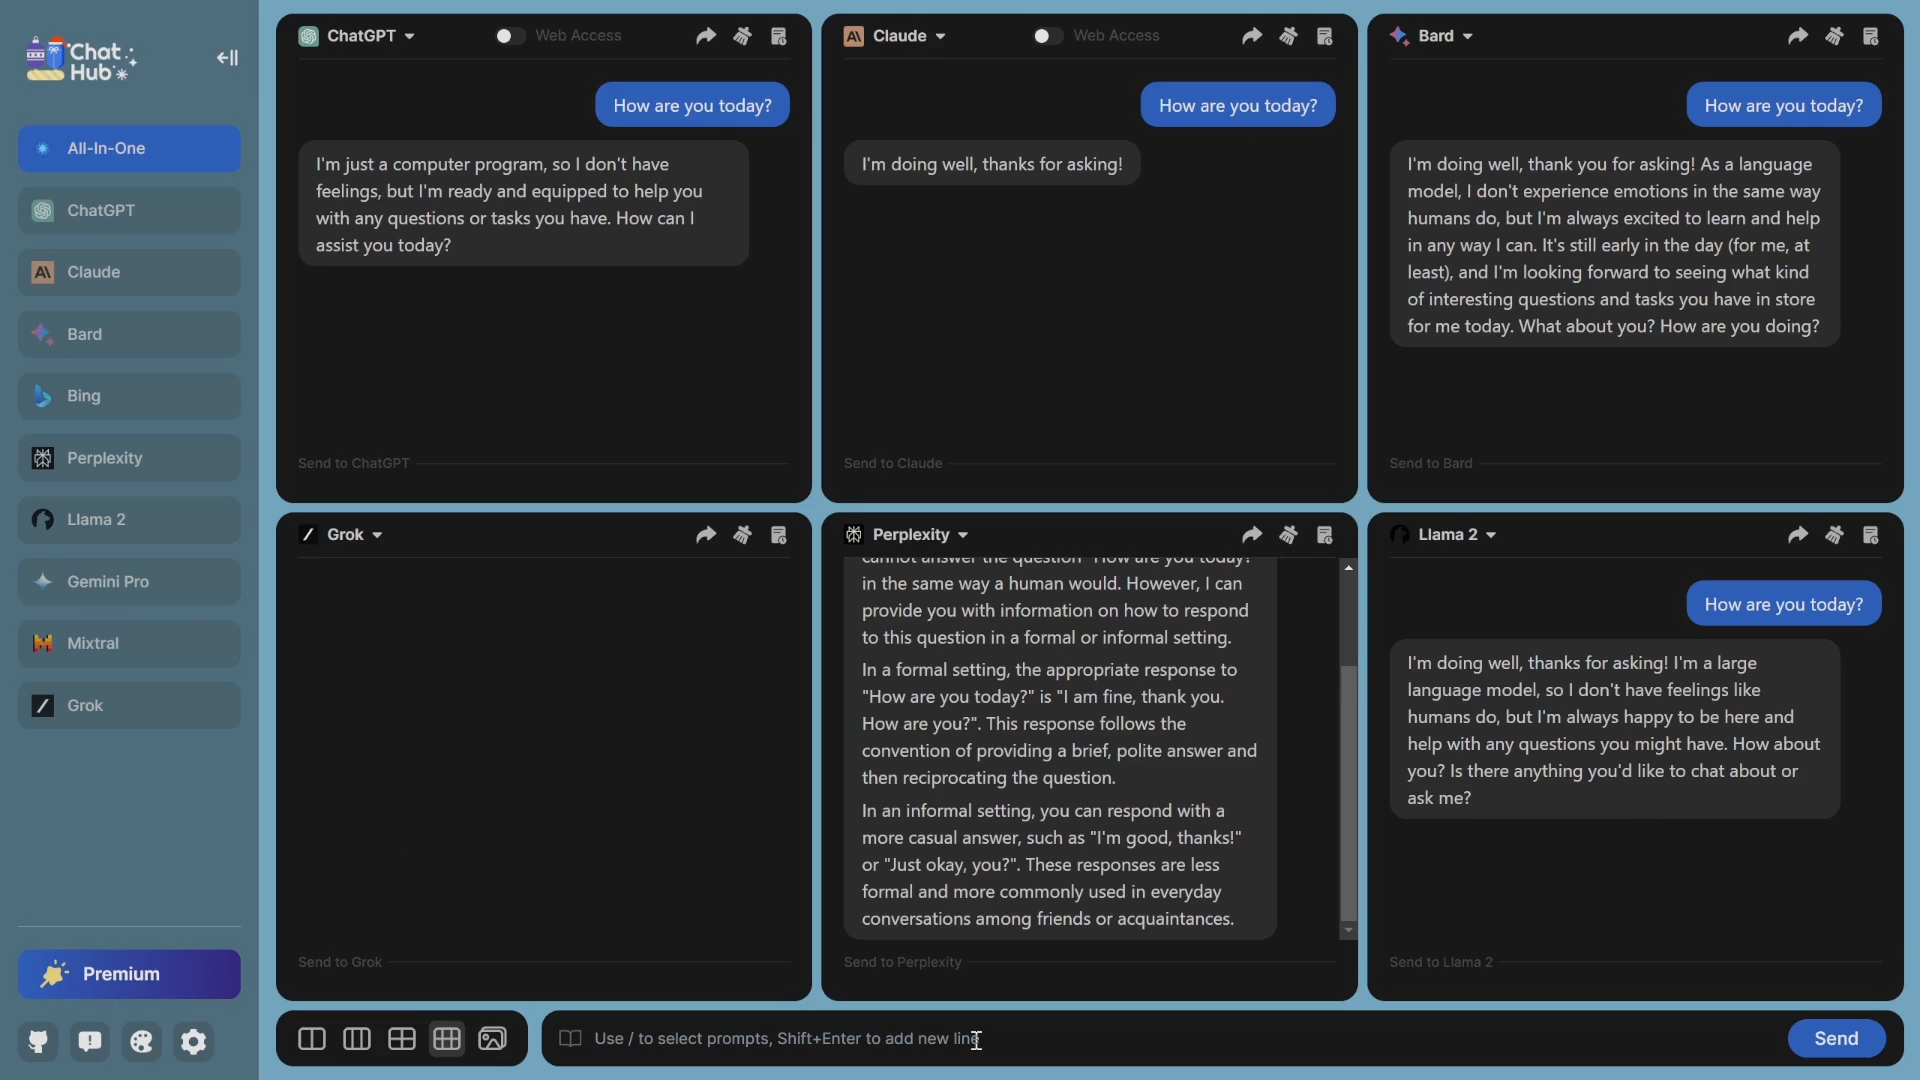 Chat
Hub
All-In-One
ChatGPT
Claude
Bard
Bing
Perplexity
Llama 2
Gemini Pro
Mixtral
Grok
Premium
ChatGPT
Web Access
How are you today?
I'm just a computer program, so I don't have
feelings, but I'm ready and equipped to help you
with any questions or tasks you have. How can I
assist you today?
Send to ChatGPT
Claude
Web Access
How are you today?
I'm doing well, thanks for asking!
Send to Claude
Bard
How are you today?
I'm doing well, thank you for asking! As a language
model, I don't experience emotions in the same way
humans do, but I'm always excited to learn and help
in any way I can. It's still early in the day (for me, at
least), and I'm looking forward to seeing what kind
of interesting questions and tasks you have in store
for me today. What about you? How are you doing?
Send to Bard
Grok
Send to Grok
Perplexity
cannot answer the question "How are you today?"
in the same way a human would. However, I can
provide you with information on how to respond
to this question in a formal or informal setting.
In a formal setting, the appropriate response to
"How are you today?" is "I am fine, thank you.
How are you?". This response follows the
convention of providing a brief, polite answer and
then reciprocating the question.
In an informal setting, you can respond with a
more casual answer, such as "I'm good, thanks!"
or "Just okay, you?". These responses are less
formal and more commonly used in everyday
conversations among friends or acquaintances.
Send to Perplexity
Llama 2
How are you today?
I'm doing well, thanks for asking! I'm a large
language model, so I don't have feelings like
humans do, but I'm always happy to be here and
help with any questions you might have. How about
you? Is there anything you'd like to chat about or
ask me?
Send to Llama 2
Use / to select prompts, Shift+Enter to add new line
Send